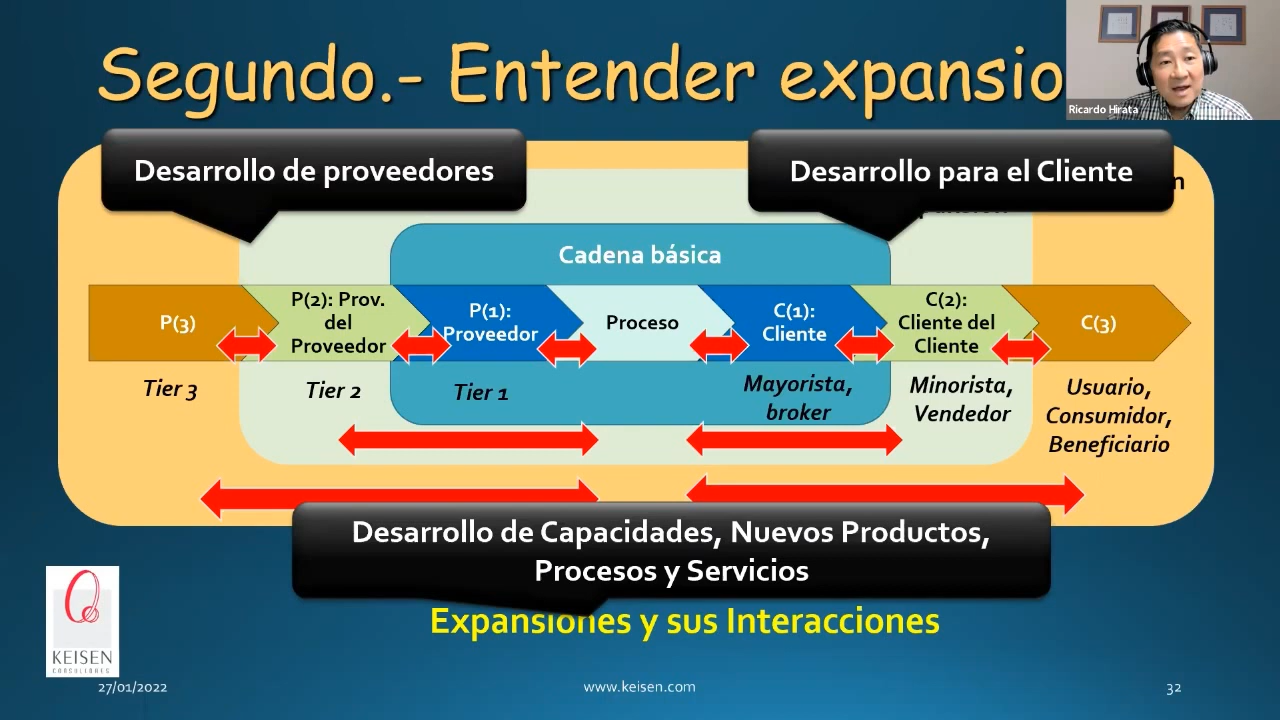 Segundo.- Entender expansio
Ricardo Hirata
Desarrollo de proveedores
Desarrollo para el Cliente
Cadena básica
P(3)
P(2): Prov.
del
Proveedor
P(1):
Proveedor
Proceso
C(1):
Cliente
C(2):
Cliente del
Cliente
C(3)
Tier 3
Tier 2
Tier 1
Mayorista,
broker
Minorista,
Vendedor
Usuario,
Consumidor,
Beneficiario
Desarrollo de Capacidades, Nuevos Productos,
Procesos y Servicios
Expansiones y sus Interacciones
KEISEN
CONSULTORES
27/01/2022
www.keisen.com
32